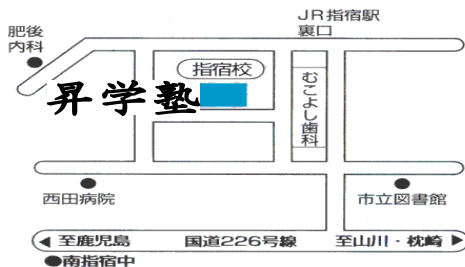 JR指宿駅
裏口
肥後
内科
指宿校
昇学塾
むこよし歯科
西田病院
市立図書館
◀至鹿児島 国道226号線 至山川・枕崎▶
●南指宿中